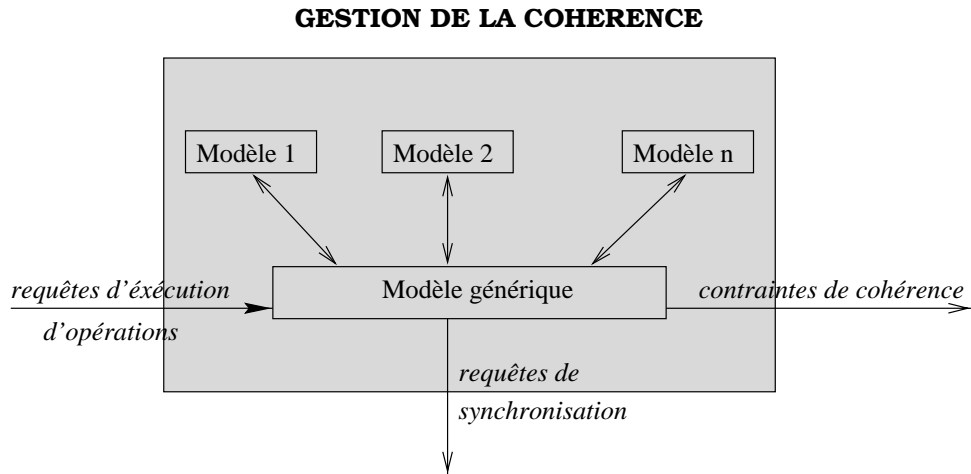 GESTION DE LA COHERENCE
Modèle 1
Modèle 2
Modèle n
requêtes d'éxécution
d'opérations
Modèle générique
contraintes de cohérence
requêtes de
synchronisation